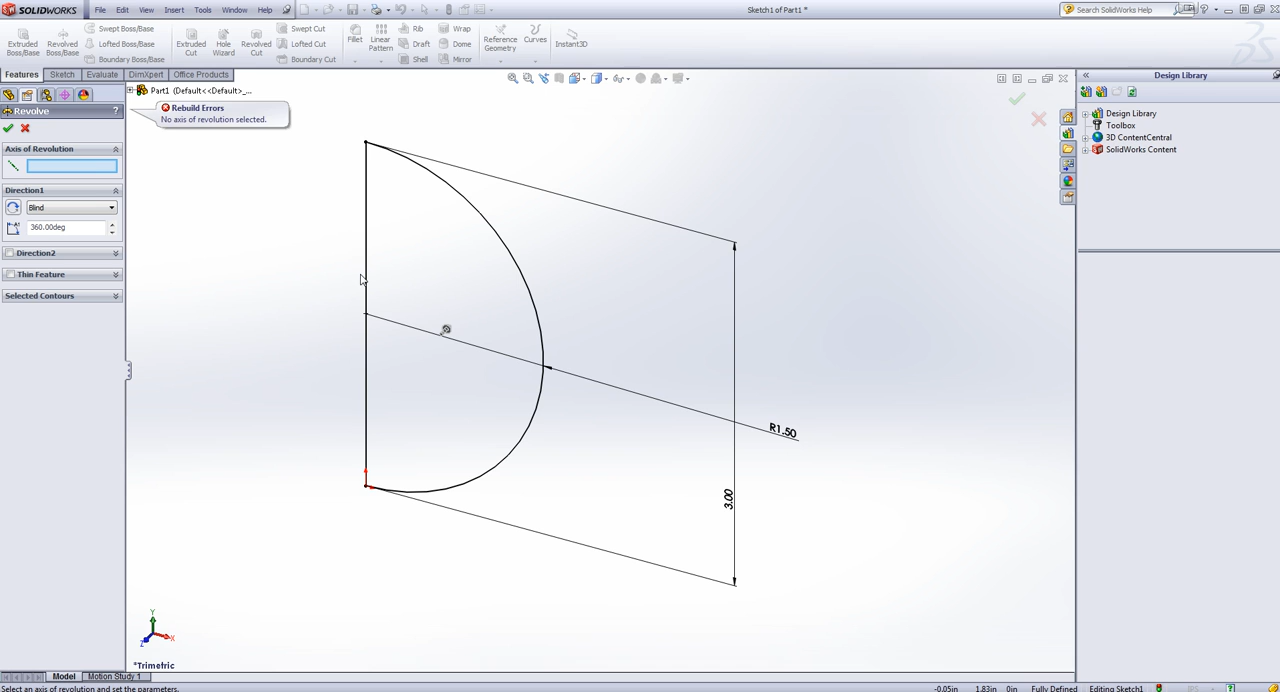 SOLIDWORKS File Edit View Insert Tools Window Help Sketch1 of Part1 * Search SolidWorks Help
Extruded Boss/Base
Revolved Boss/Base
Swept Boss/Base
Lofted Boss/Base
Boundary Boss/Base
Extruded Cut
Hole Wizard
Revolved Cut
Swept Cut
Lofted Cut
Boundary Cut
Fillet
Linear Pattern
Rib
Draft
Shell
Wrap
Dome
Mirror
Reference Geometry
Curves
Instant3D
Features Sketch Evaluate DimXpert Office Products
Part1 (Default<<Default>_...
Rebuild Errors
No axis of revolution selected.
Revolve ?
Axis of Revolution
Direction1
Blind
360.00deg
Direction2
Thin Feature
Selected Contours
R1.50
3.00
Y
X
Z
*Trimetric
Design Library
Design Library
Toolbox
3D ContentCentral
SolidWorks Content
Model Motion Study 1
Select an axis of revolution and set the parameters. -0.05in 1.83in 0in Fully Defined Editing Sketch1